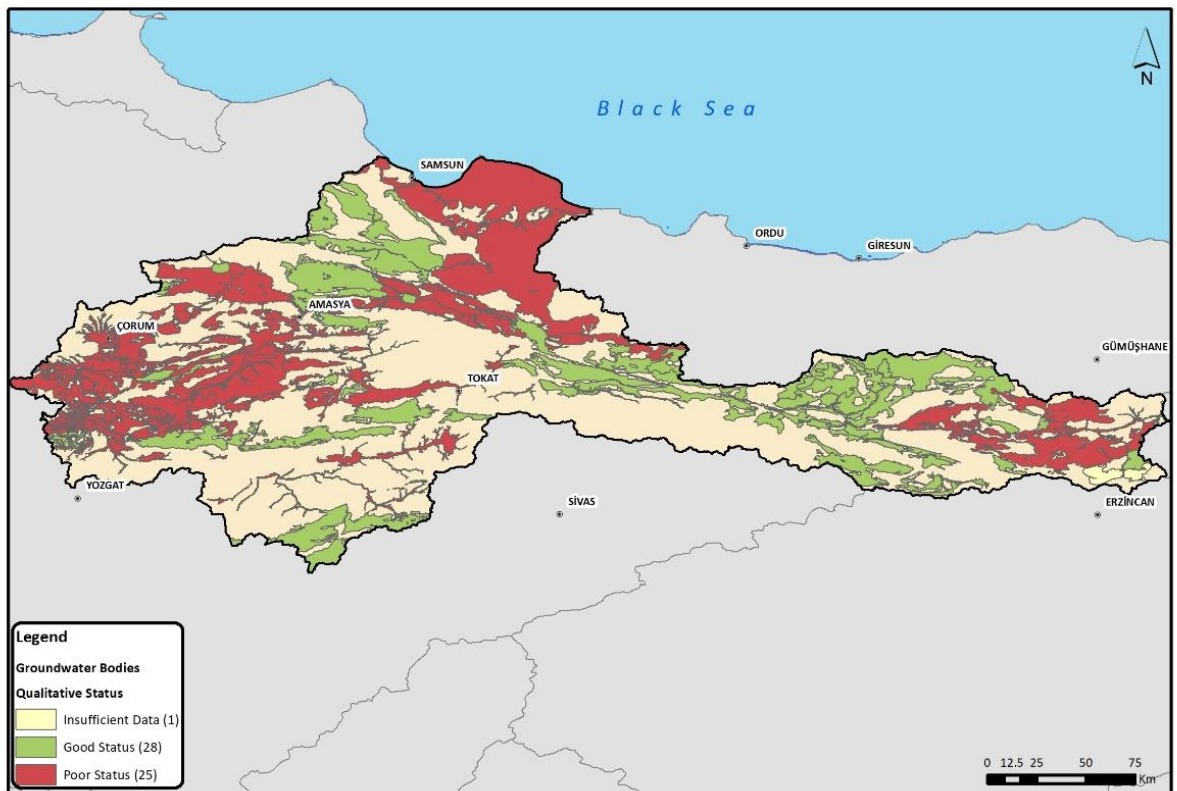 N
Black Sea
SAMSUN
ORDU
GİRESUN
AMASYA
ÇORUM
GÜMÜŞHANE
TOKAT
YOZGAT
SİVAS
ERZİNCAN
Legend
Groundwater Bodies
Qualitative Status
Insufficient Data (1)
Good Status (28)
Poor Status (25)
0 12.5 25 50 75
Km